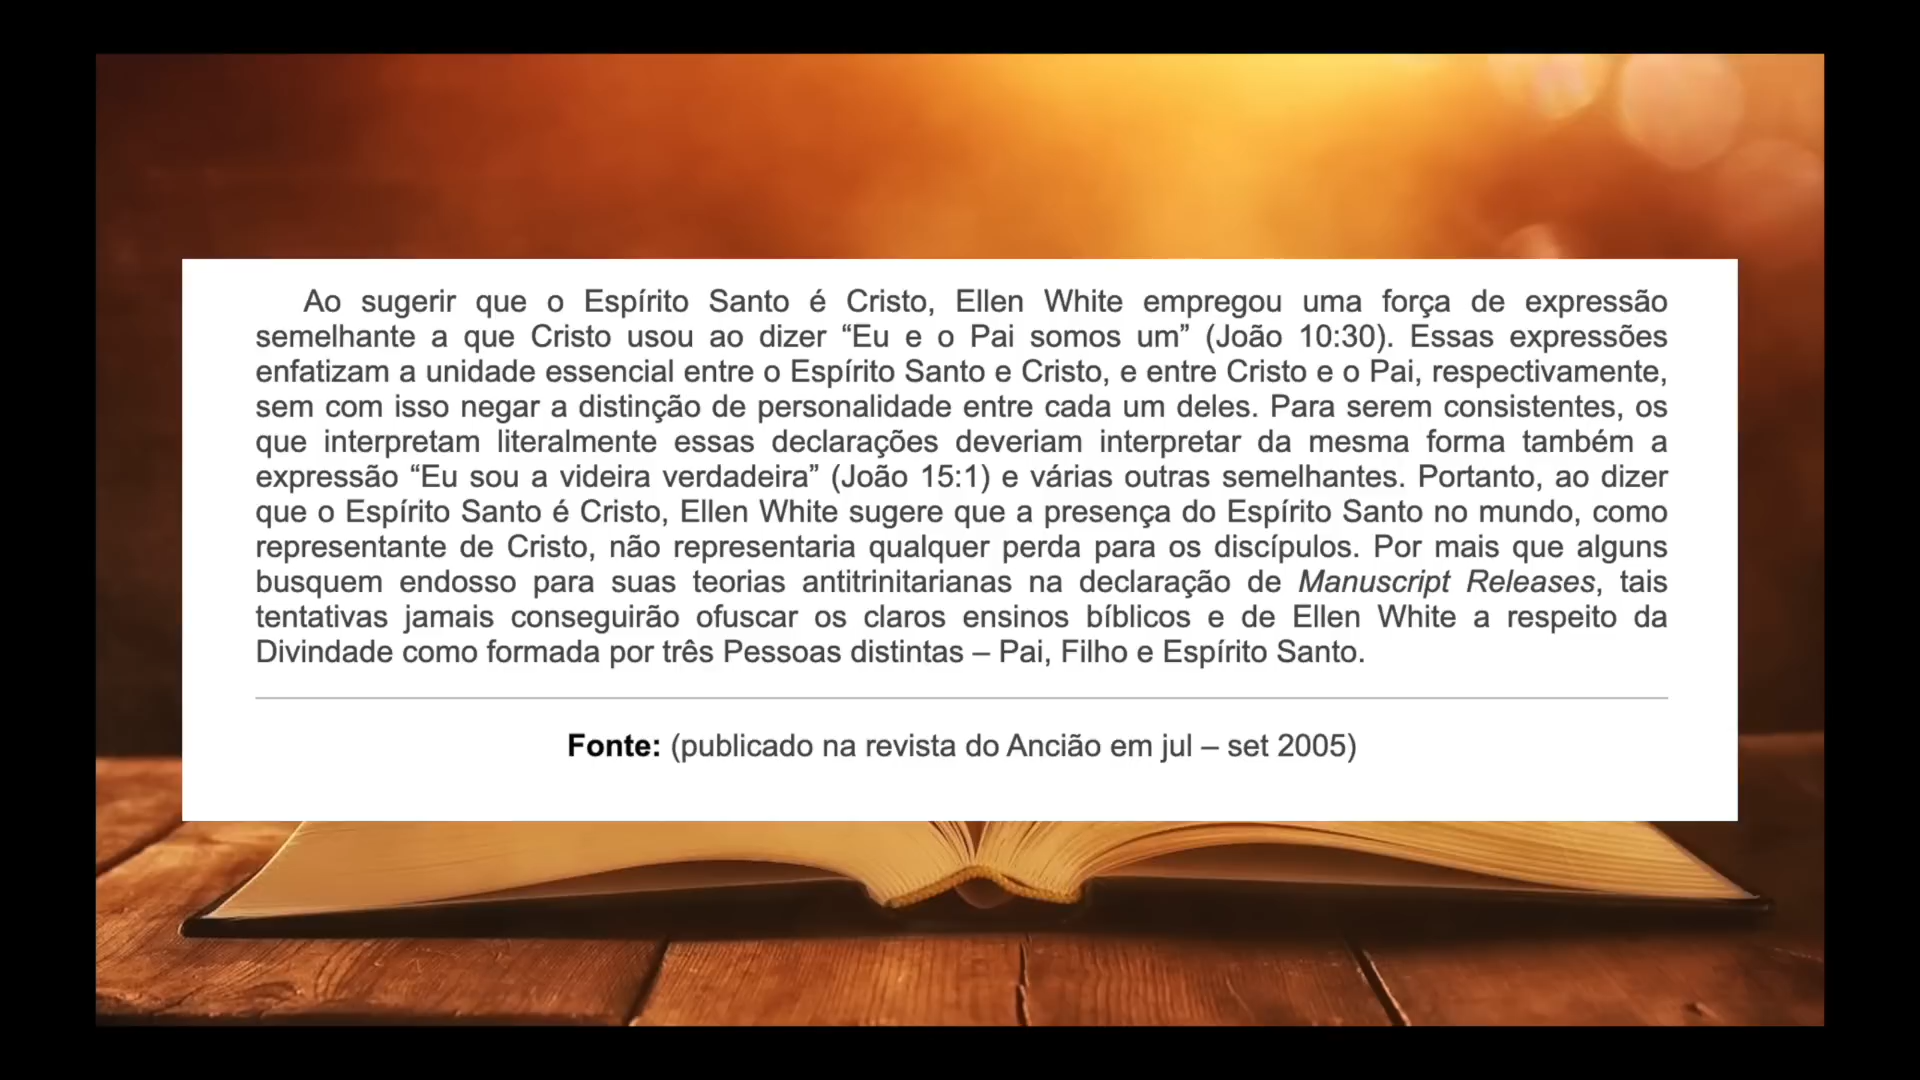 Ao sugerir que o Espírito Santo é Cristo, Ellen White empregou uma força de expressão
semelhante a que Cristo usou ao dizer “Eu e o Pai somos um” (João 10:30). Essas expressões
enfatizam a unidade essencial entre o Espírito Santo e Cristo, e entre Cristo e o Pai, respectivamente,
sem com isso negar a distinção de personalidade entre cada um deles. Para serem consistentes, os
que interpretam literalmente essas declarações deveriam interpretar da mesma forma também a
expressão “Eu sou a videira verdadeira” (João 15:1) e várias outras semelhantes. Portanto, ao dizer
que o Espírito Santo é Cristo, Ellen White sugere que a presença do Espírito Santo no mundo, como
representante de Cristo, não representaria qualquer perda para os discípulos. Por mais que alguns
busquem endosso para suas teorias antitrinitarianas na declaração de Manuscript Releases, tais
tentativas jamais conseguirão ofuscar os claros ensinos bíblicos e de Ellen White a respeito da
Divindade como formada por três Pessoas distintas – Pai, Filho e Espírito Santo.
Fonte: (publicado na revista do Ancião em jul – set 2005)